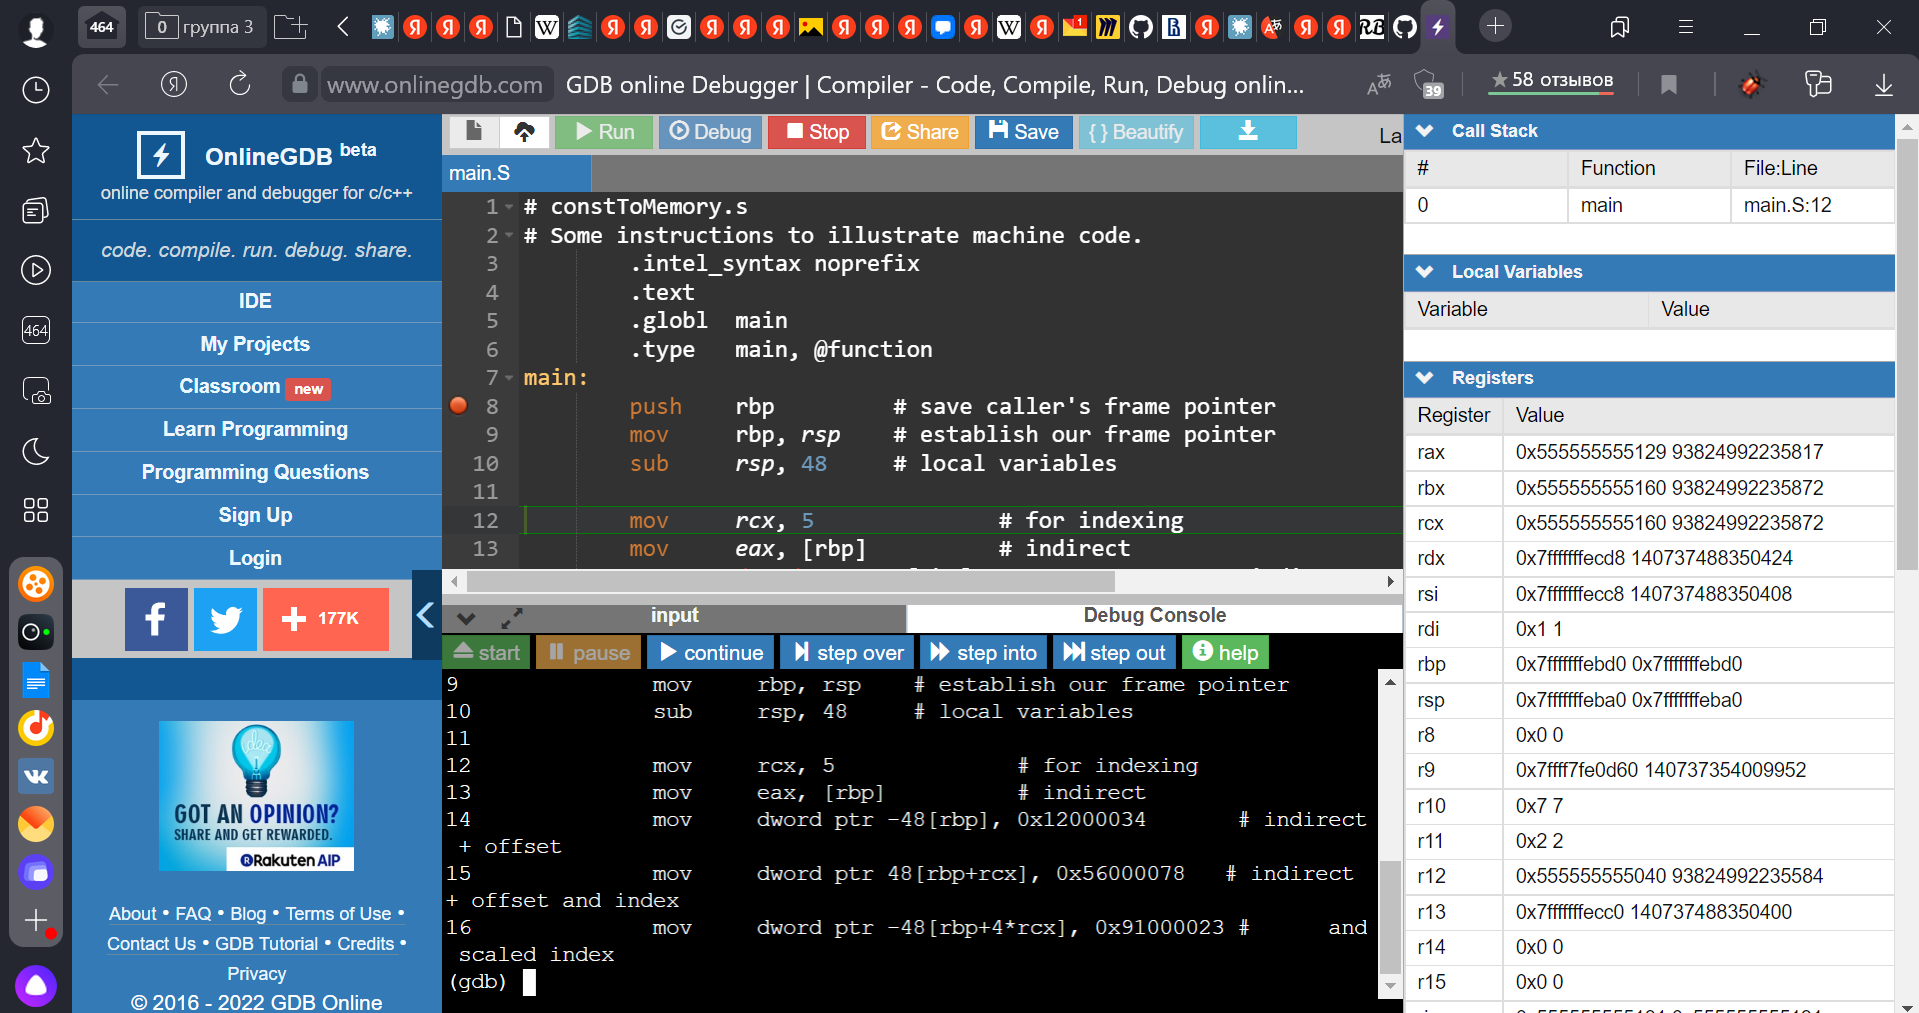 464
0 группа 3
www.onlinegdb.com GDB online Debugger | Compiler - Code, Compile, Run, Debug onlin...
39
58 отзывов
464
OnlineGDB beta
online compiler and debugger for c/c++
code. compile. run. debug. share.
IDE
My Projects
Classroom new
Learn Programming
Programming Questions
Sign Up
Login
177K
GOT AN OPINION?
SHARE AND GET REWARDED.
Rakuten AIP
About • FAQ • Blog • Terms of Use •
Contact Us • GDB Tutorial • Credits •
Privacy
© 2016 - 2022 GDB Online
Run Debug Stop Share Save {} Beautify La
main.S
1 # constToMemory.s
2 # Some instructions to illustrate machine code.
3 .intel_syntax noprefix
4 .text
5 .globl main
6 .type main, @function
7 main:
8 push rbp # save caller's frame pointer
9 mov rbp, rsp # establish our frame pointer
10 sub rsp, 48 # local variables
11
12 mov rcx, 5 # for indexing
13 mov eax, [rbp] # indirect
input Debug Console
start pause continue step over step into step out help
9 mov rbp, rsp # establish our frame pointer
10 sub rsp, 48 # local variables
11
12 mov rcx, 5 # for indexing
13 mov eax, [rbp] # indirect
14 mov dword ptr -48[rbp], 0x12000034 # indirect
+ offset
15 mov dword ptr 48[rbp+rcx], 0x56000078 # indirect
+ offset and index
16 mov dword ptr -48[rbp+4*rcx], 0x91000023 # and
scaled index
(gdb)
Call Stack
# Function File:Line
0 main main.S:12
Local Variables
Variable Value
Registers
Register Value
rax 0x555555555129 93824992235817
rbx 0x555555555160 93824992235872
rcx 0x555555555160 93824992235872
rdx 0x7fffffffecd8 140737488350424
rsi 0x7fffffffecc8 140737488350408
rdi 0x1 1
rbp 0x7fffffffebd0 0x7fffffffebd0
rsp 0x7fffffffeba0 0x7fffffffeba0
r8 0x0 0
r9 0x7ffff7fe0d60 140737354009952
r10 0x7 7
r11 0x2 2
r12 0x555555555040 93824992235584
r13 0x7fffffffecc0 140737488350400
r14 0x0 0
r15 0x0 0